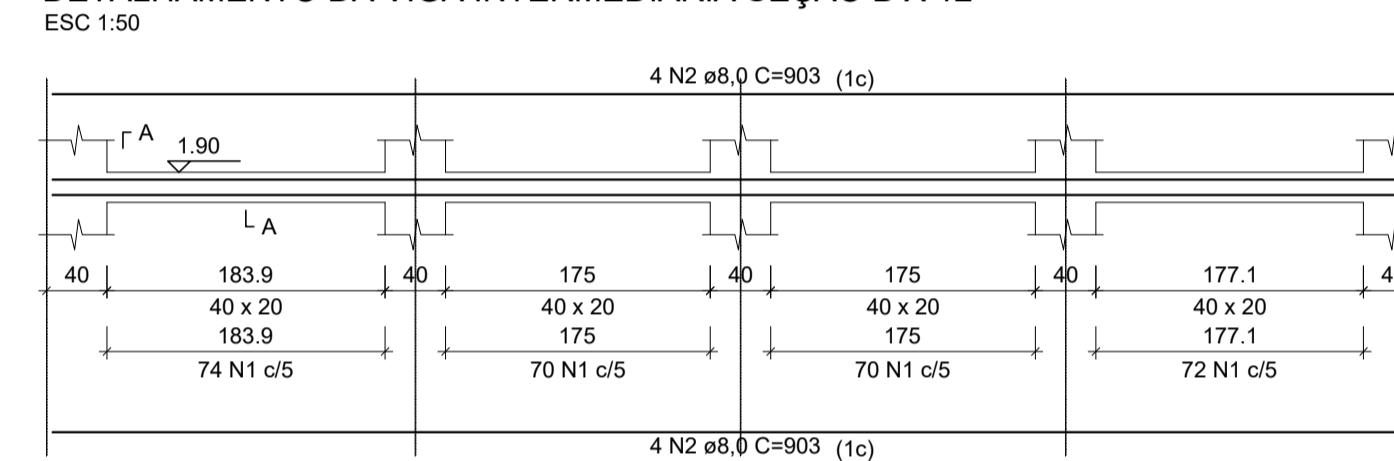 ESC 1:50
4 N2 ø8,0 C=903 (1c)
A
1.90
A
40 183.9 40 175 40 175 40 177.1
40 x 20 40 x 20 40 x 20 40 x 20
183.9 175 175 177.1
74 N1 c/5 70 N1 c/5 70 N1 c/5 72 N1 c/5
4 N2 ø8,0 C=903 (1c)